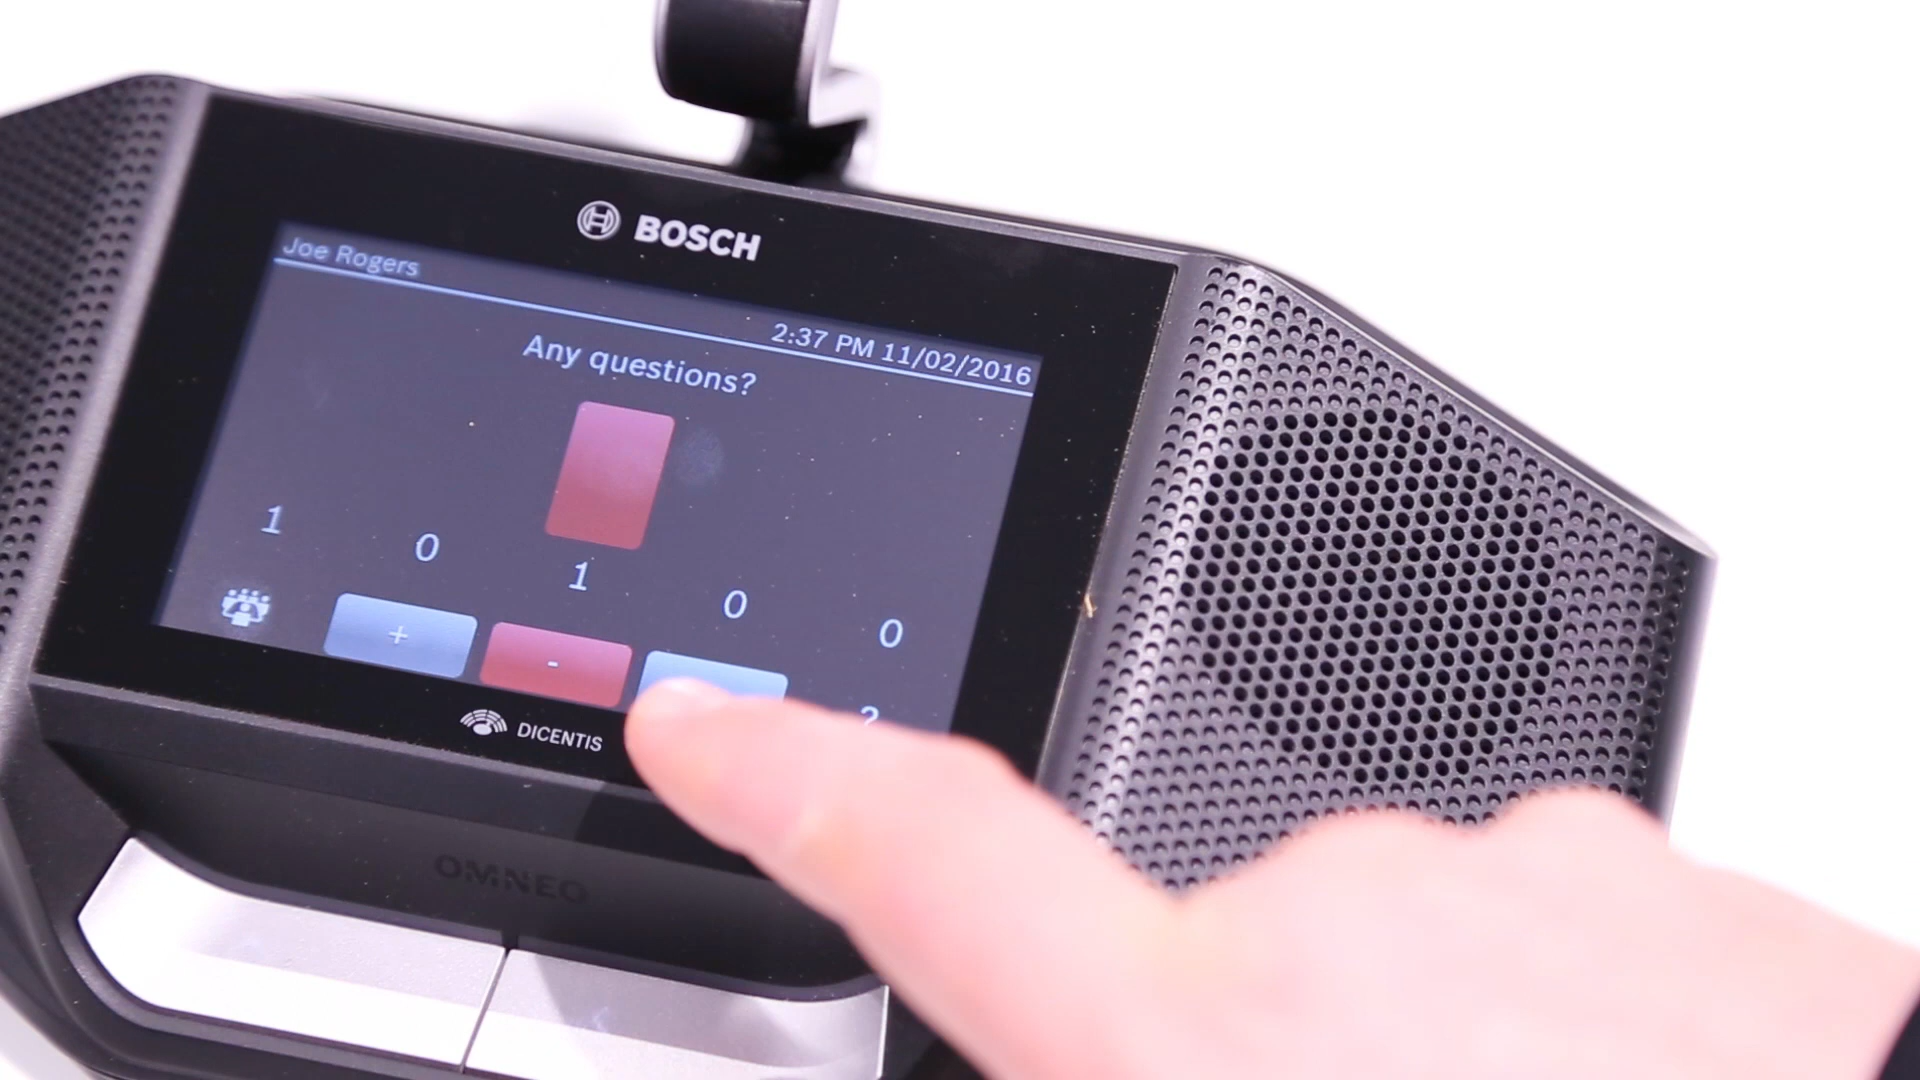 BOSCH
Joe Rogers
2:37 PM 11/02/2016
Any questions?
1 0 1 0 0
+ - ?
DICENTIS
OMNEO